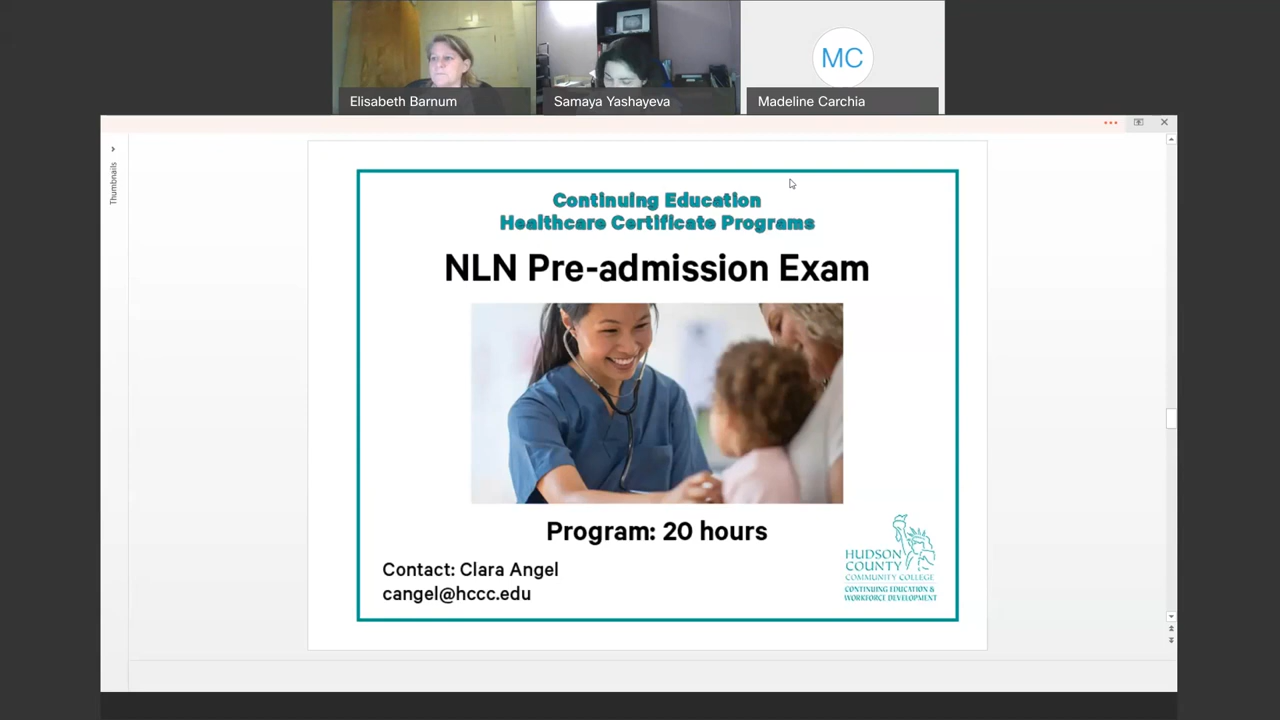 Elisabeth Barnum
Samaya Yashayeva
MC
Madeline Carchia
Thumbnails
Continuing Education
Healthcare Certificate Programs
NLN Pre-admission Exam
Program: 20 hours
Contact: Clara Angel
cangel@hccc.edu
HUDSON
COUNTY
COMMUNITY COLLEGE
CONTINUING EDUCATION &
WORKFORCE DEVELOPMENT